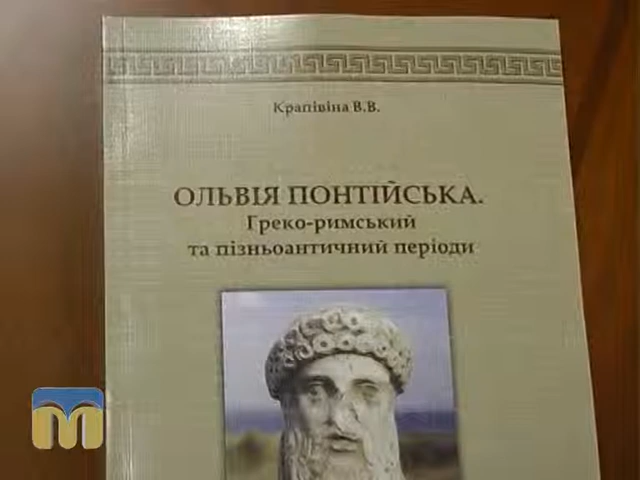 Крапівіна В.В.
ОЛЬВІЯ ПОНТІЙСЬКА.
Греко-римський
та пізньоантичний періоди
М